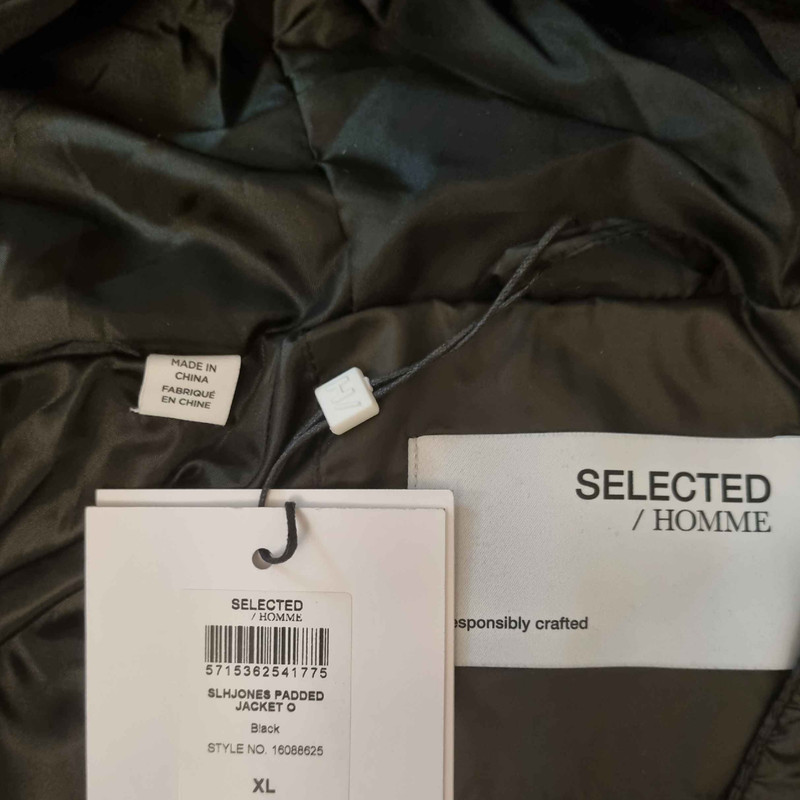 MADE IN
CHINA
FABRIQUÉ
EN CHINE
SELECTED
/ HOMME
responsibly crafted
SELECTED
/ HOMME
5715362541775
SLHJONES PADDED
JACKET O
Black
STYLE NO. 16088625
XL